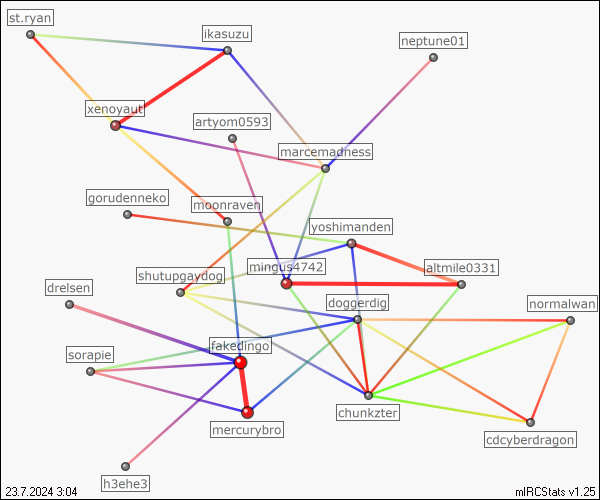 st.ryan
ikasuzu
neptune01
xenoyaut
artyom0593
marcemadness
gorudenneko
moonraven
yoshimanden
mingus4742
altmile0331
shutupgaydog
drelsen
doggerdig
normalwan
fakedingo
sorapie
chunkzter
mercurybro
cdcyberdragon
h3ehe3
23.7.2024 3:04
mIRCStats v1.25